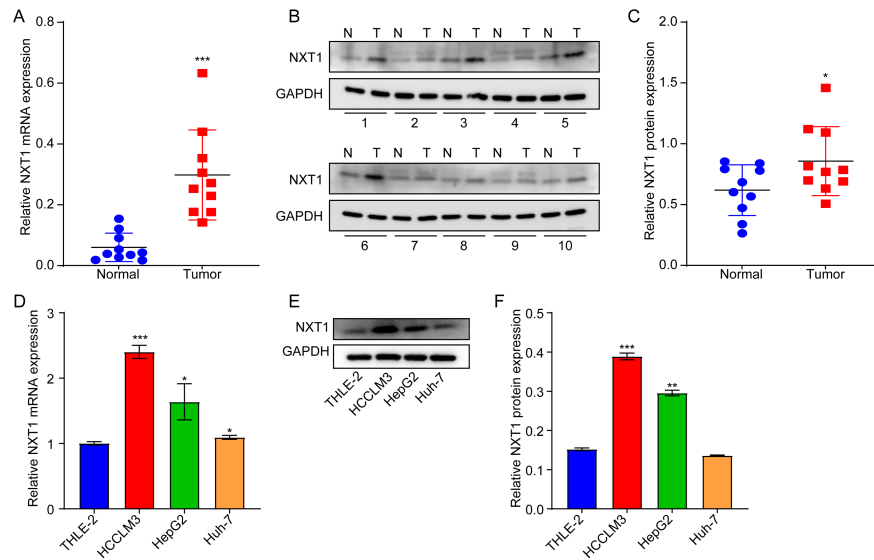 A
Relative NXT1 mRNA expression
0.8
0.6
0.4
0.2
0.0
***
Normal Tumor
B
N T N T N T N T N T
NXT1
GAPDH
1 2 3 4 5
N T N T N T N T N T
NXT1
GAPDH
6 7 8 9 10
C
Relative NXT1 protein expression
2.0
1.5
1.0
0.5
0.0
*
Normal Tumor
D
Relative NXT1 mRNA expression
3
2
1
0
*** * *
THLE-2 HCCLM3 HepG2 Huh-7
E
NXT1
GAPDH
THLE-2 HCCLM3 HepG2 Huh-7
F
Relative NXT1 protein expression
0.5
0.4
0.3
0.2
0.1
0.0
*** **
THLE-2 HCCLM3 HepG2 Huh-7